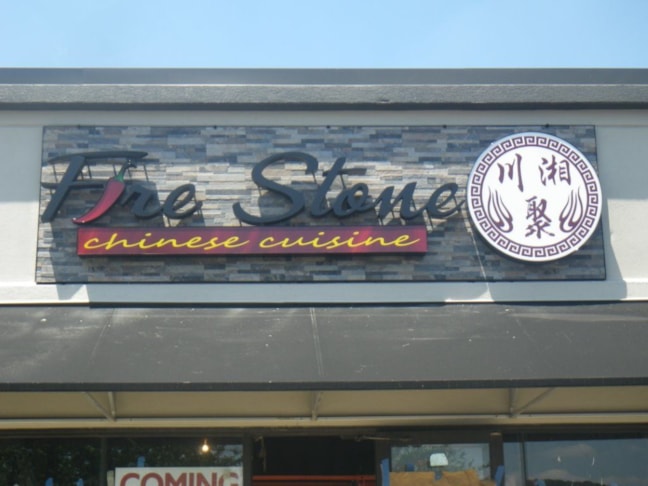 Fire Stone
chinese cuisine
川湘
聚
COMING